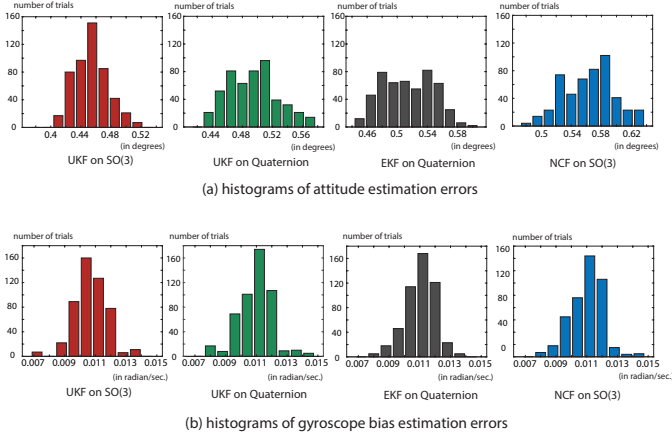 number of trials number of trials number of trials number of trials
160 160 160 160
120 120 120 120
80 80 80 80
40 40 40 40
0 0 0 0
0.4 0.44 0.48 0.52 0.44 0.48 0.52 0.56 0.46 0.5 0.54 0.58 0.5 0.54 0.58 0.62
(in degrees) (in degrees) (in degrees) (in degrees)
UKF on SO(3) UKF on Quaternion EKF on Quaternion NCF on SO(3)
(a) histograms of attitude estimation errors
number of trials number of trials number of trials number of trials
160 160 160 160
120 120 120 120
80 80 80 80
40 40 40 40
0 0 0 0
0.007 0.009 0.011 0.013 0.015 0.007 0.009 0.011 0.013 0.015 0.007 0.009 0.011 0.013 0.015 0.007 0.009 0.011 0.013 0.015
(in radian/sec.) (in radian/sec.) (in radian/sec.) (in radian/sec.)
UKF on SO(3) UKF on Quaternion EKF on Quaternion NCF on SO(3)
(b) histograms of gyroscope bias estimation errors